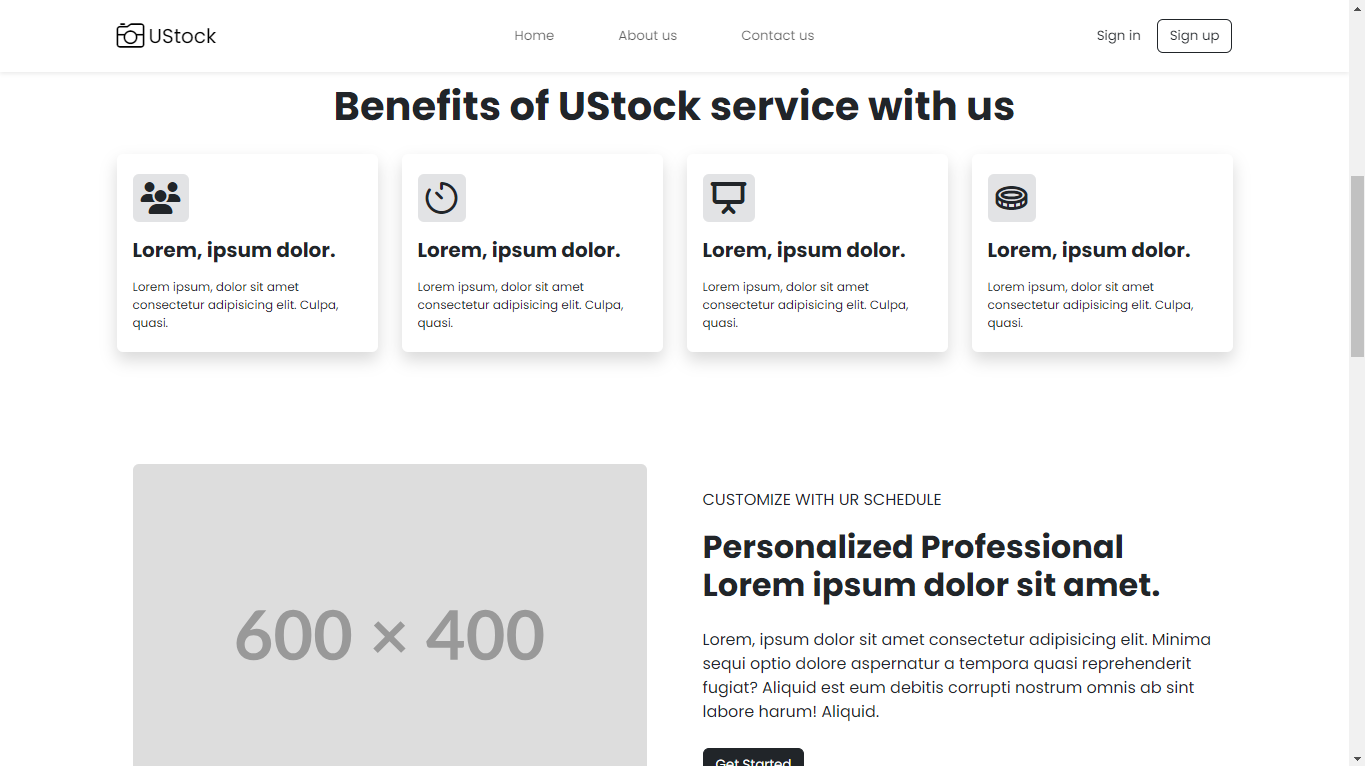 UStock
Home
About us
Contact us
Sign in
Sign up
Benefits of UStock service with us
Lorem, ipsum dolor.
Lorem ipsum, dolor sit amet
consectetur adipisicing elit. Culpa,
quasi.
Lorem, ipsum dolor.
Lorem ipsum, dolor sit amet
consectetur adipisicing elit. Culpa,
quasi.
Lorem, ipsum dolor.
Lorem ipsum, dolor sit amet
consectetur adipisicing elit. Culpa,
quasi.
Lorem, ipsum dolor.
Lorem ipsum, dolor sit amet
consectetur adipisicing elit. Culpa,
quasi.
600 × 400
CUSTOMIZE WITH UR SCHEDULE
Personalized Professional
Lorem ipsum dolor sit amet.
Lorem, ipsum dolor sit amet consectetur adipisicing elit. Minima
sequi optio dolore aspernatur a tempora quasi reprehenderit
fugiat? Aliquid est eum debitis corrupti nostrum omnis ab sint
labore harum! Aliquid.
Get Started